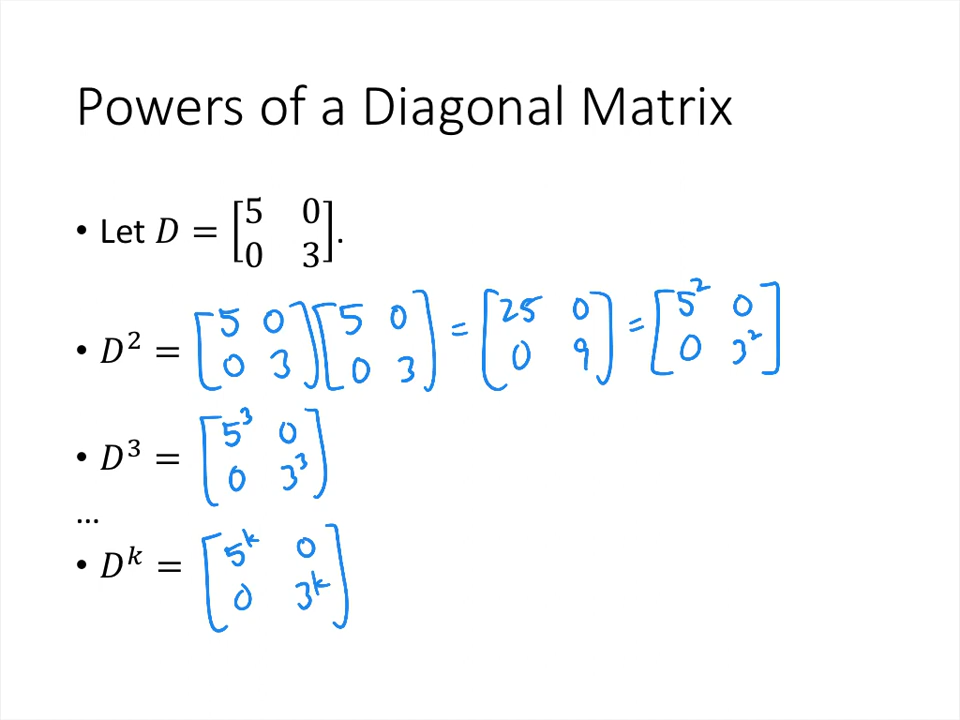 Powers of a Diagonal Matrix
• Let D = [5 0
0 3].
• D² = [5 0
0 3] [5 0
0 3] = [25 0
0 9] = [5² 0
0 3²]
• D³ = [5³ 0
0 3³]
...
• Dᵏ = [5ᵏ 0
0 3ᵏ]